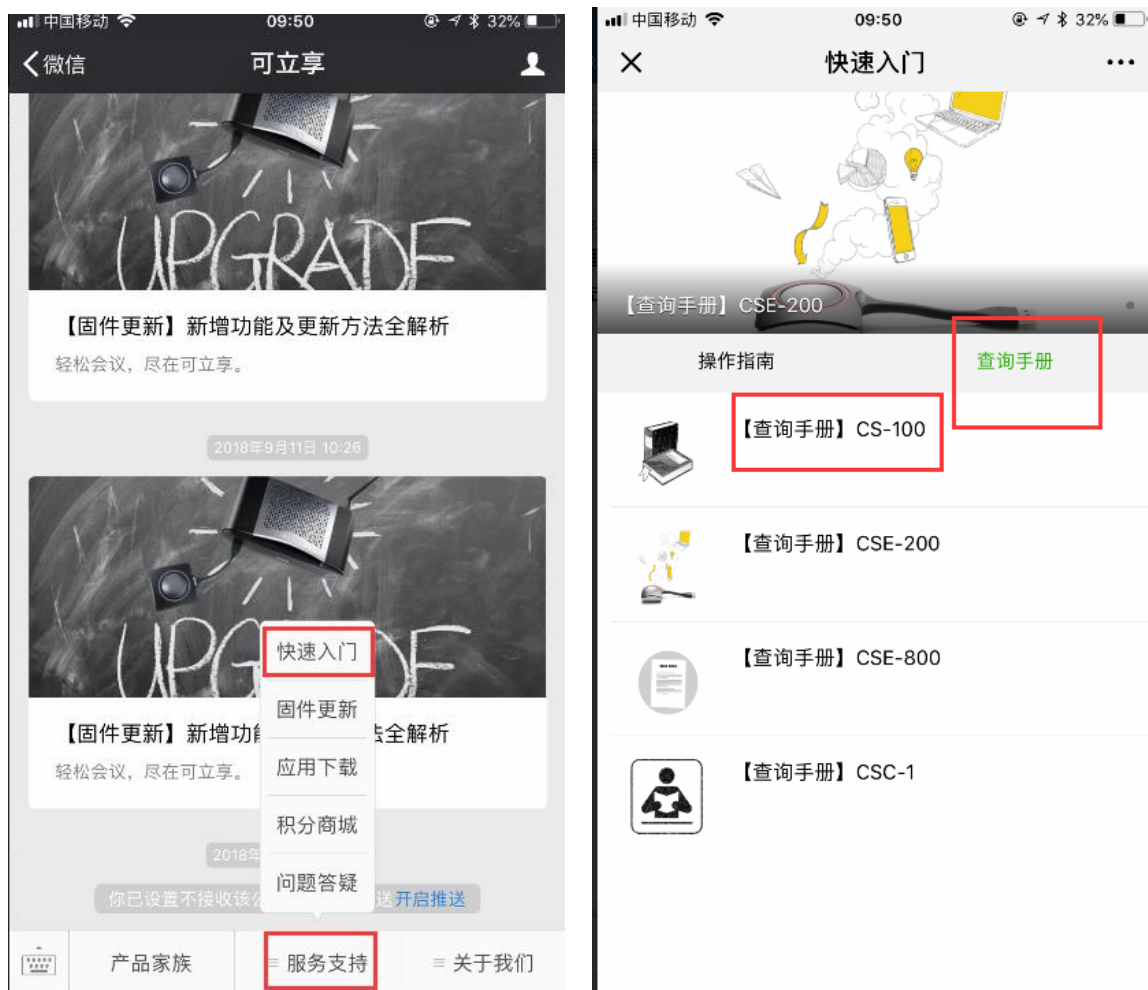 中国移动
09:50
32%
微信
可立享
UPGRADE
【固件更新】新增功能及更新方法全解析
轻松会议，尽在可立享。
2018年9月11日 10:26
快速入门
固件更新
应用下载
积分商城
问题答疑
【固件更新】新增功
法全解析
轻松会议，尽在可立享。
2018年
你已设置不接收该
送 开启推送
产品家族
服务支持
关于我们
中国移动
09:50
32%
快速入门
【查询手册】CSE-200
操作指南
查询手册
【查询手册】CS-100
【查询手册】CSE-200
【查询手册】CSE-800
【查询手册】CSC-1